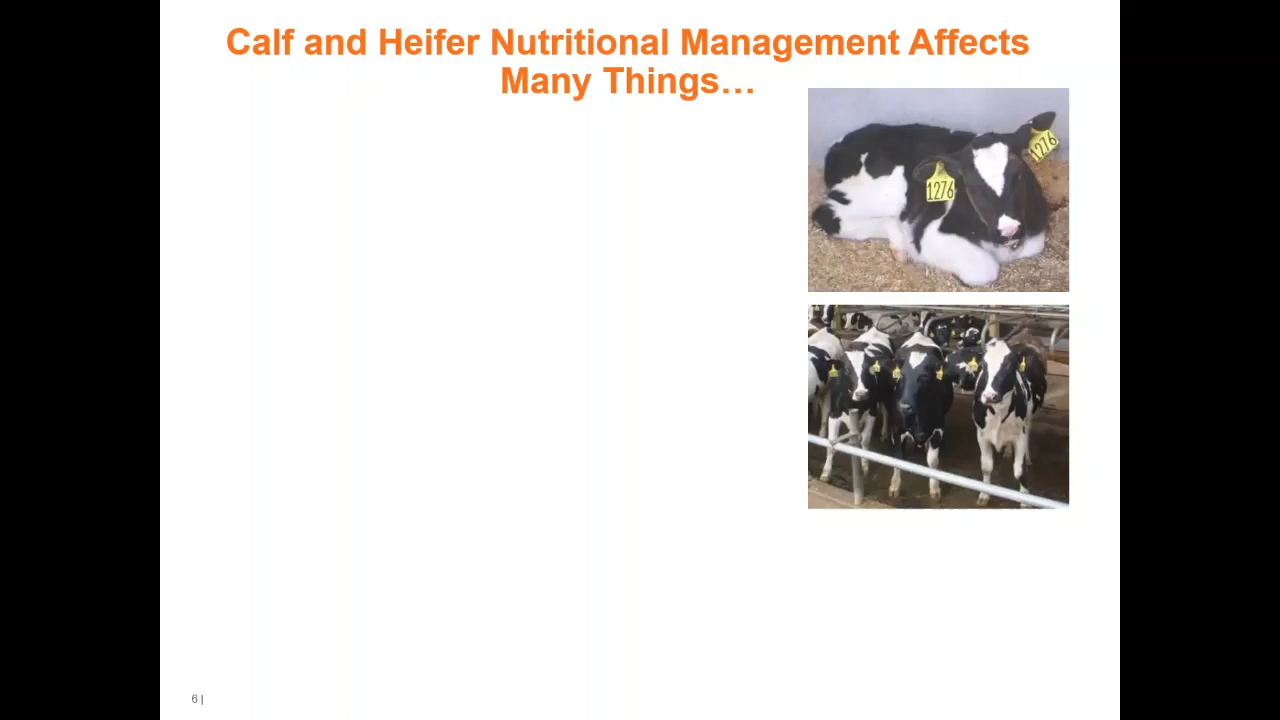 Calf and Heifer Nutritional Management Affects
Many Things…
1276
1276
6 |